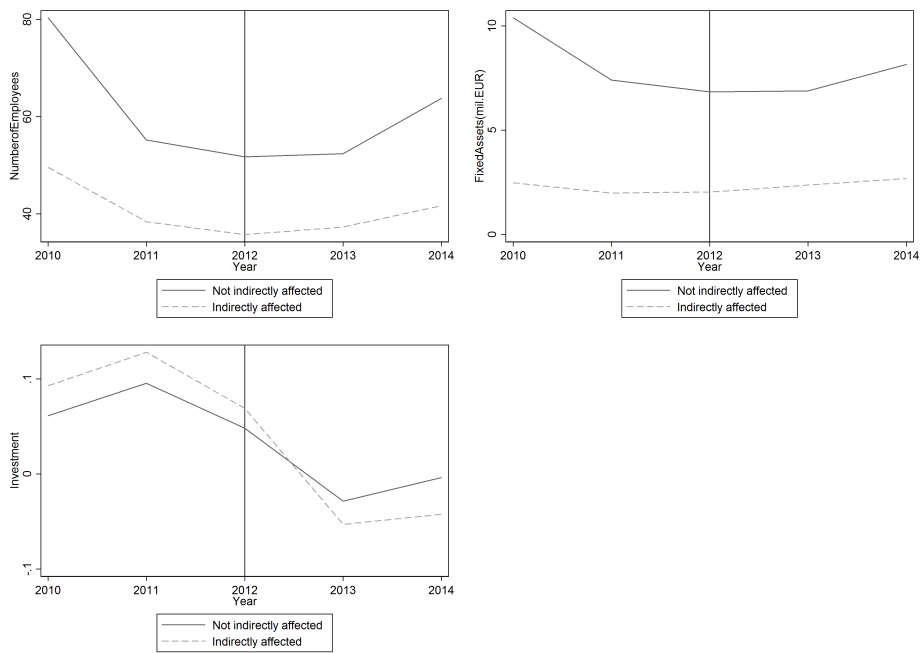 NumberofEmployees
80
60
40
2010 2011 2012 2013 2014
Year
Not indirectly affected
Indirectly affected
FixedAssets(mil.EUR)
10
5
0
2010 2011 2012 2013 2014
Year
Not indirectly affected
Indirectly affected
Investment
.1
0
-.1
2010 2011 2012 2013 2014
Year
Not indirectly affected
Indirectly affected